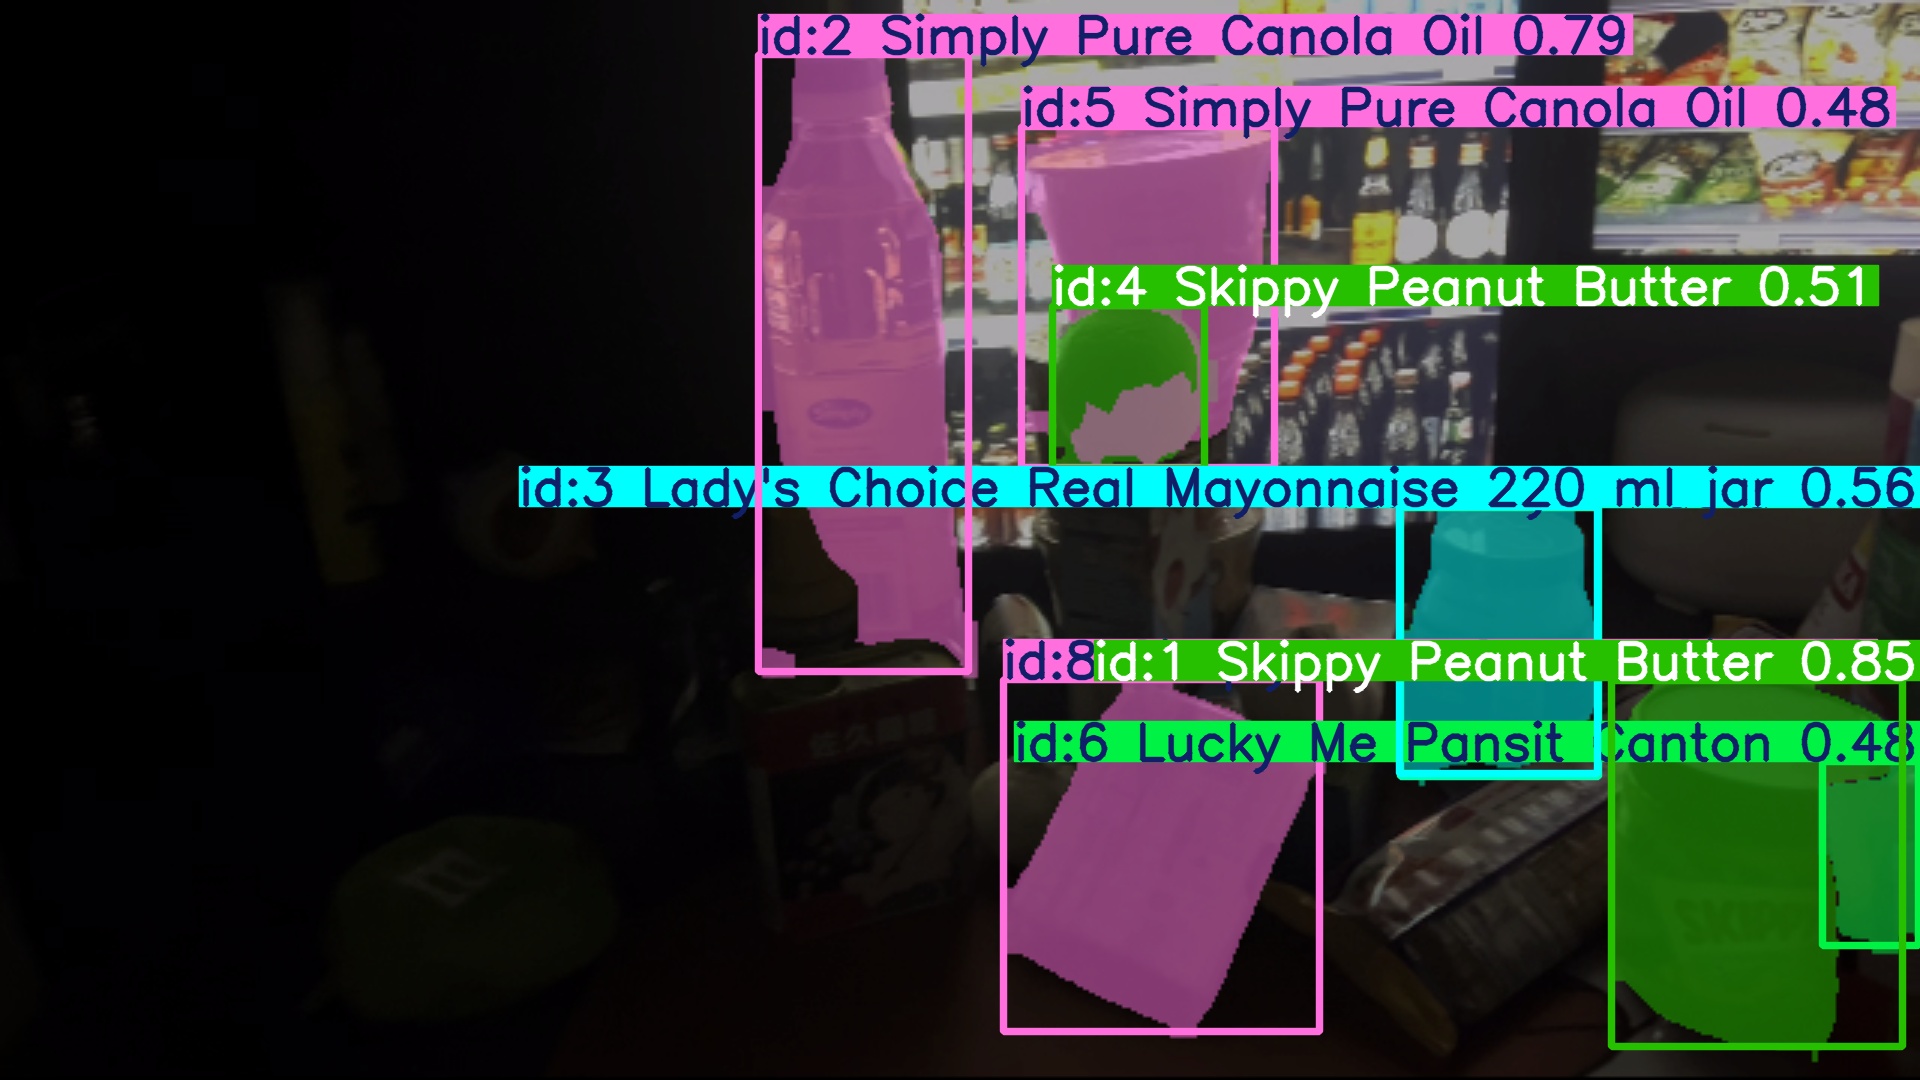 id:2 Simply Pure Canola Oil 0.79
id:5 Simply Pure Canola Oil 0.48
id:4 Skippy Peanut Butter 0.51
Simply
id:3 Lady's Choice Real Mayonnaise 220 ml jar 0.56
id:8
id:1 Skippy Peanut Butter 0.85
id:6 Lucky Me Pansit Canton 0.48
m
SKIPPY